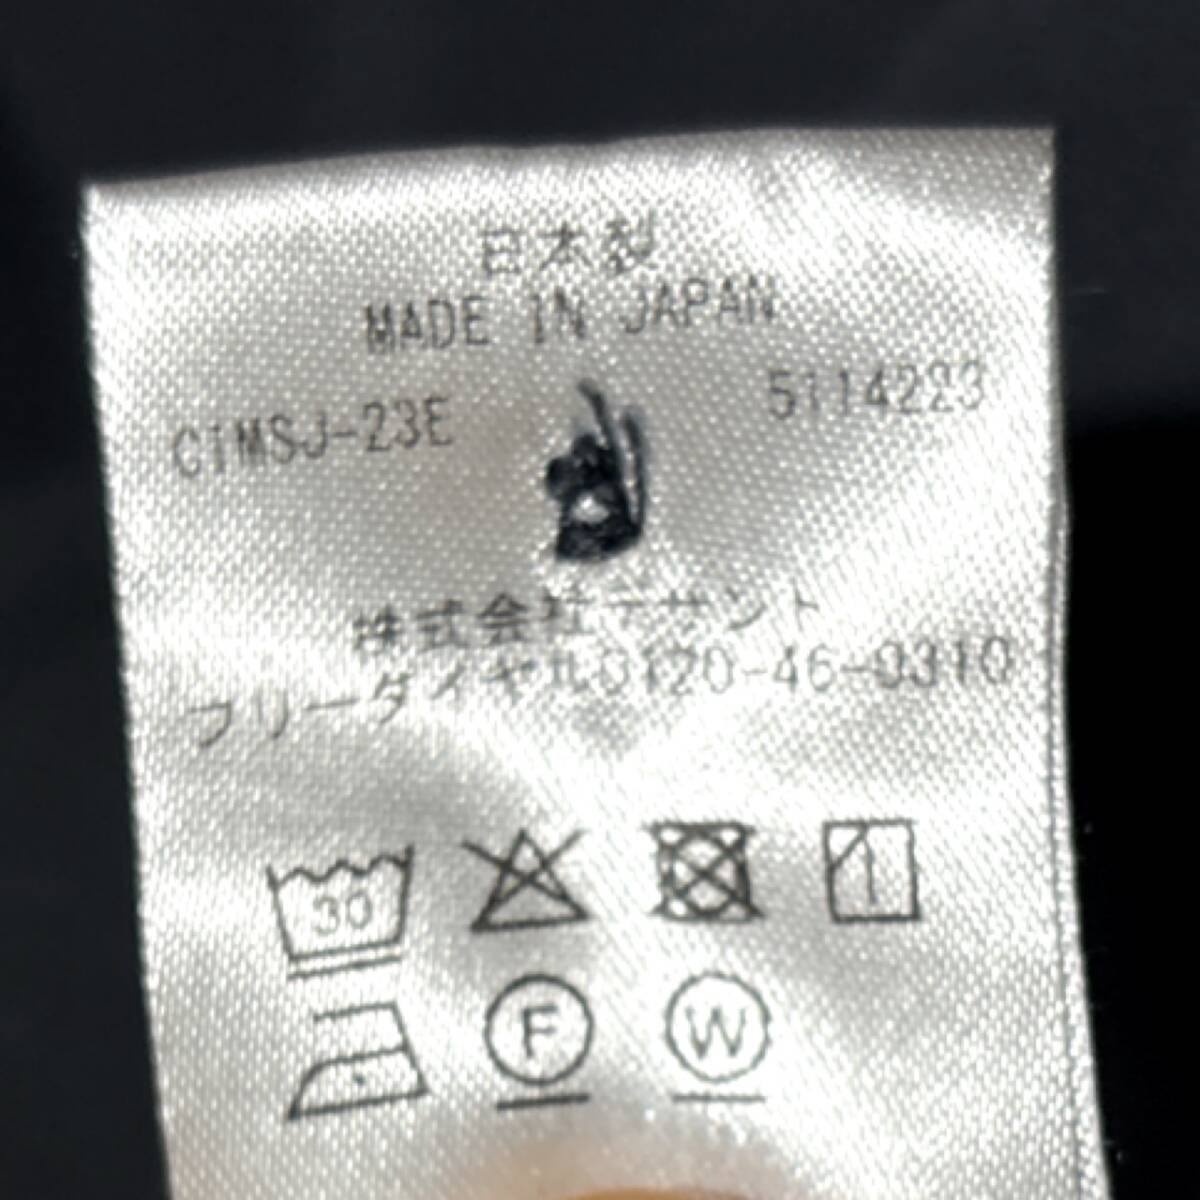 日本製
MADE IN JAPAN
C1MSJ-23E 5114223
株式会社デサント
フリーダイヤル0120-46-0310
30
F W